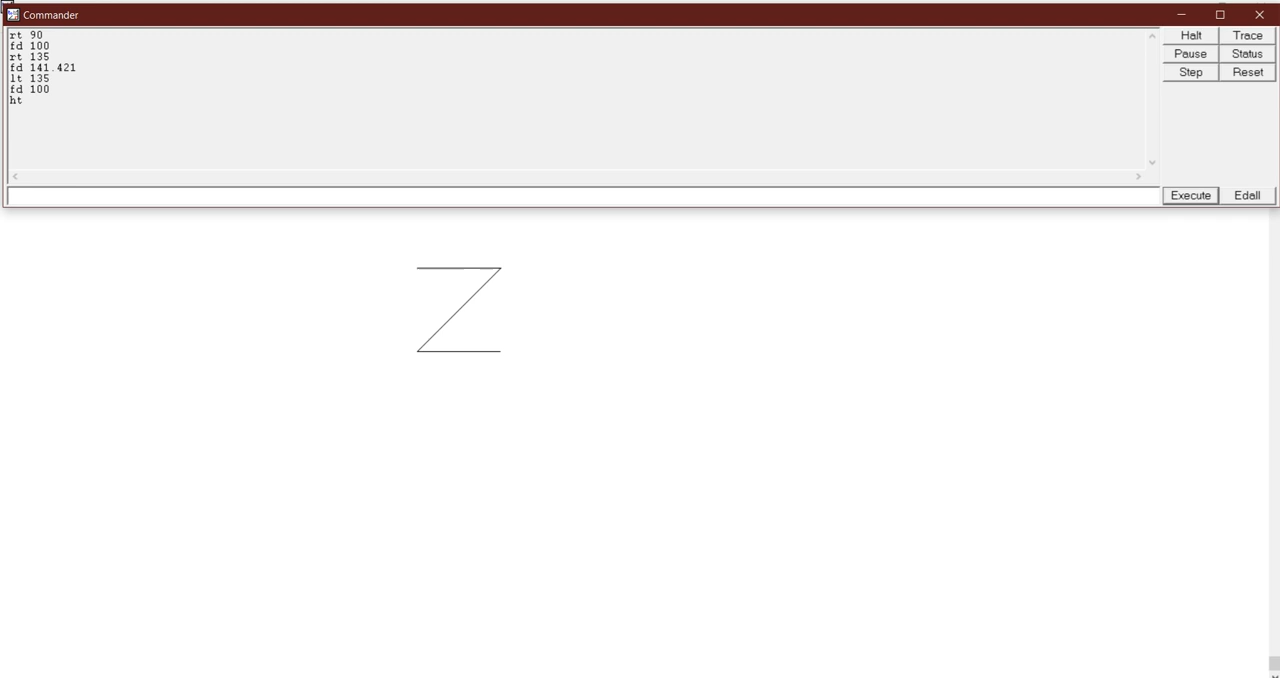 Commander
rt 90
fd 100
rt 135
fd 141.421
lt 135
fd 100
ht
Halt Trace
Pause Status
Step Reset
Execute Edall